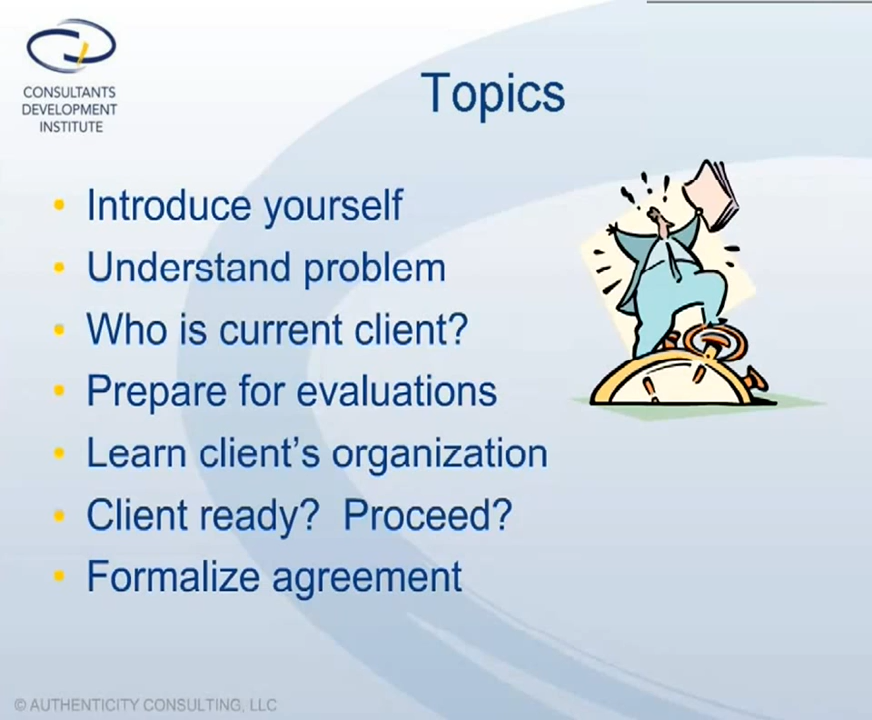 CONSULTANTS
DEVELOPMENT
INSTITUTE
Topics
• Introduce yourself
• Understand problem
• Who is current client?
• Prepare for evaluations
• Learn client’s organization
• Client ready?  Proceed?
• Formalize agreement
© AUTHENTICITY CONSULTING, LLC